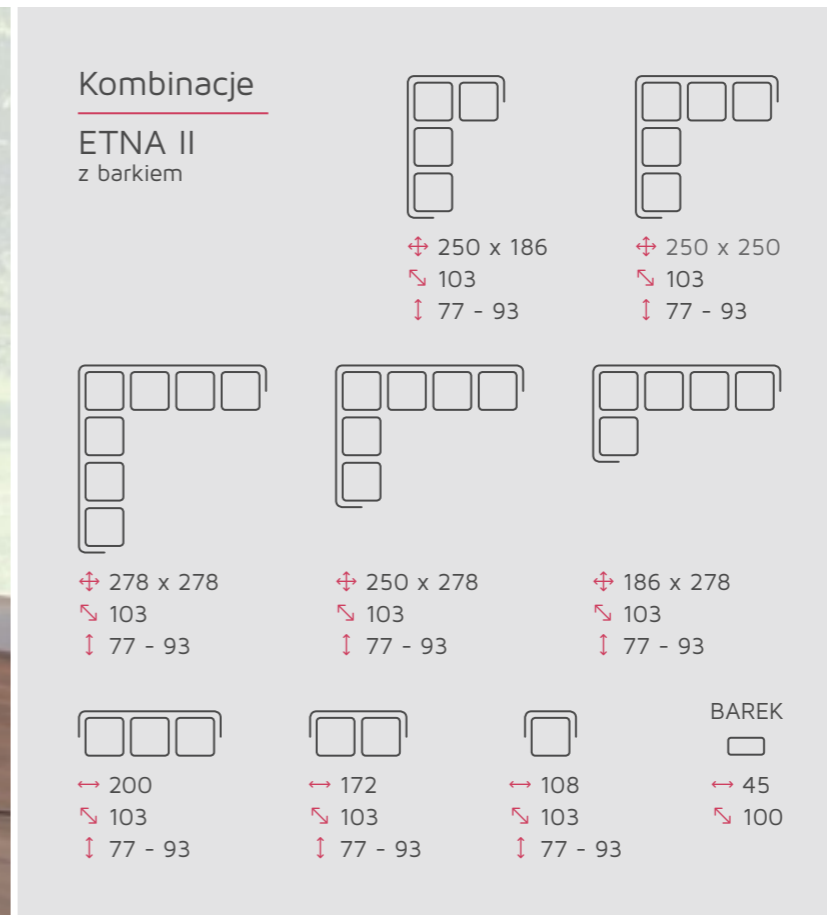 Kombinacje
ETNA II
z barkiem
250 x 186
103
77 - 93
250 x 250
103
77 - 93
278 x 278
103
77 - 93
250 x 278
103
77 - 93
186 x 278
103
77 - 93
200
103
77 - 93
172
103
77 - 93
108
103
77 - 93
BAREK
45
100